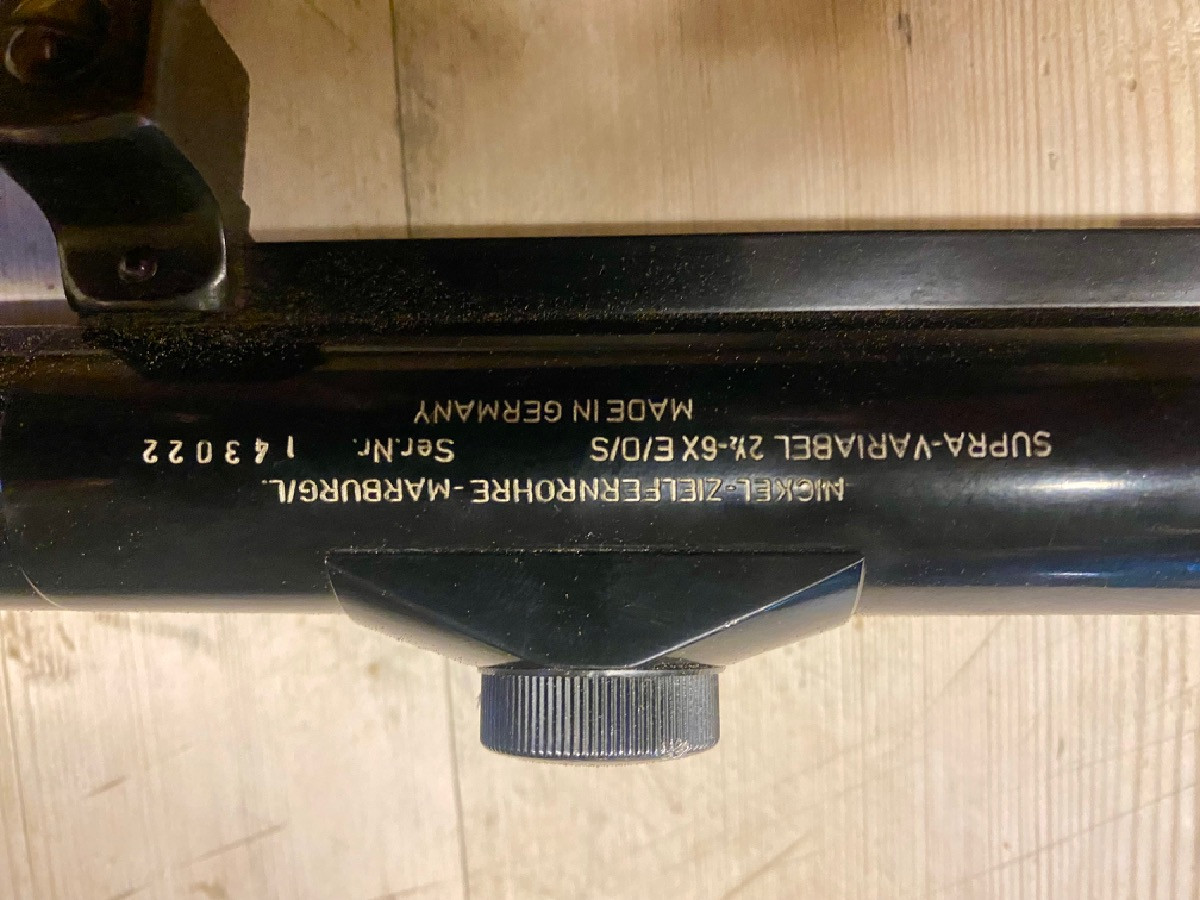 NICKEL-ZIELFERNROHRE-MARBURG/L.
SUPRA-VARIABEL 2½-6X E/D/S Ser.Nr. 143022
MADE IN GERMANY